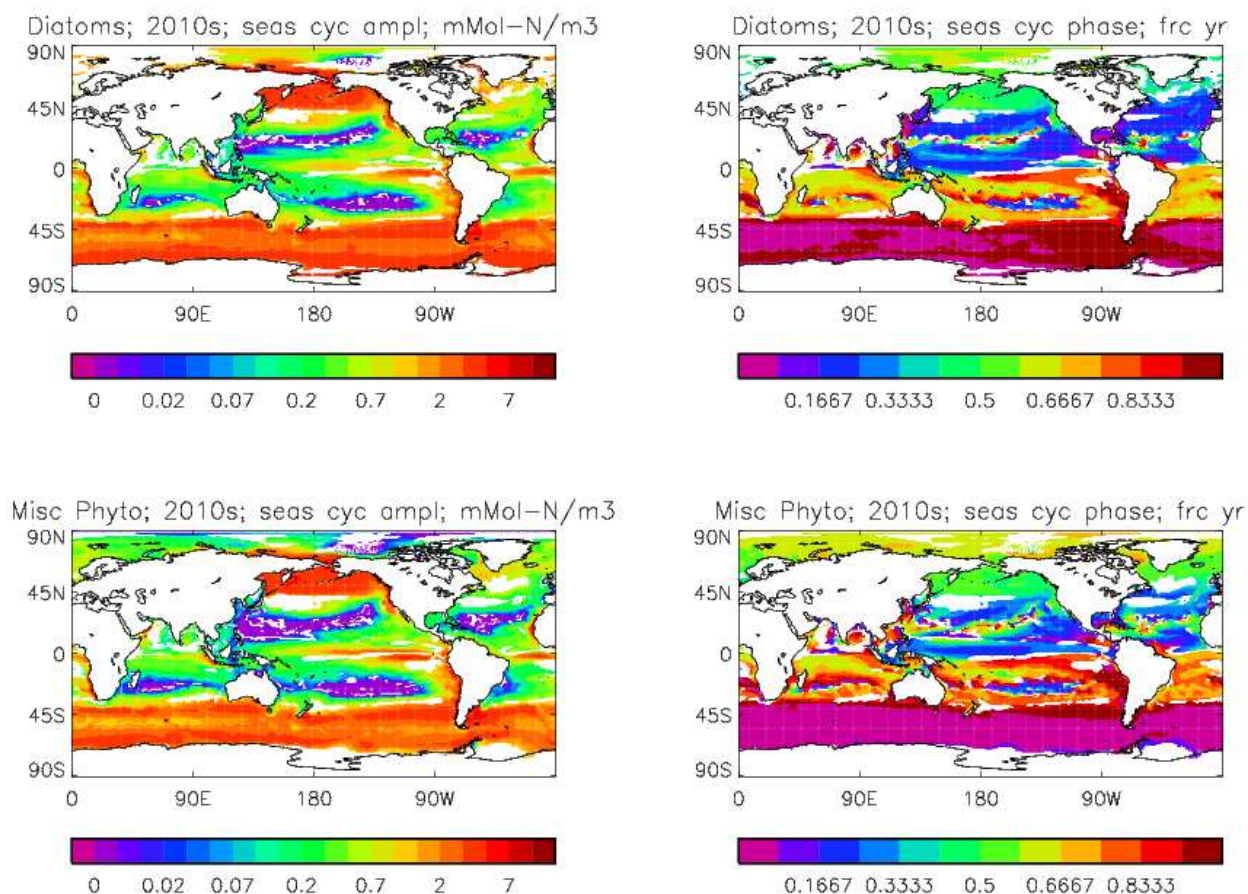 Diatoms; 2010s; seas cyc ampl; mMol-N/m3
90N
45N
0
45S
90S
0 90E 180 90W
0 0.02 0.07 0.2 0.7 2 7
Diatoms; 2010s; seas cyc phase; frc yr
90N
45N
0
45S
90S
0 90E 180 90W
0.1667 0.3333 0.5 0.6667 0.8333
Misc Phyto; 2010s; seas cyc ampl; mMol-N/m3
90N
45N
0
45S
90S
0 90E 180 90W
0 0.02 0.07 0.2 0.7 2 7
Misc Phyto; 2010s; seas cyc phase; frc yr
90N
45N
0
45S
90S
0 90E 180 90W
0.1667 0.3333 0.5 0.6667 0.8333